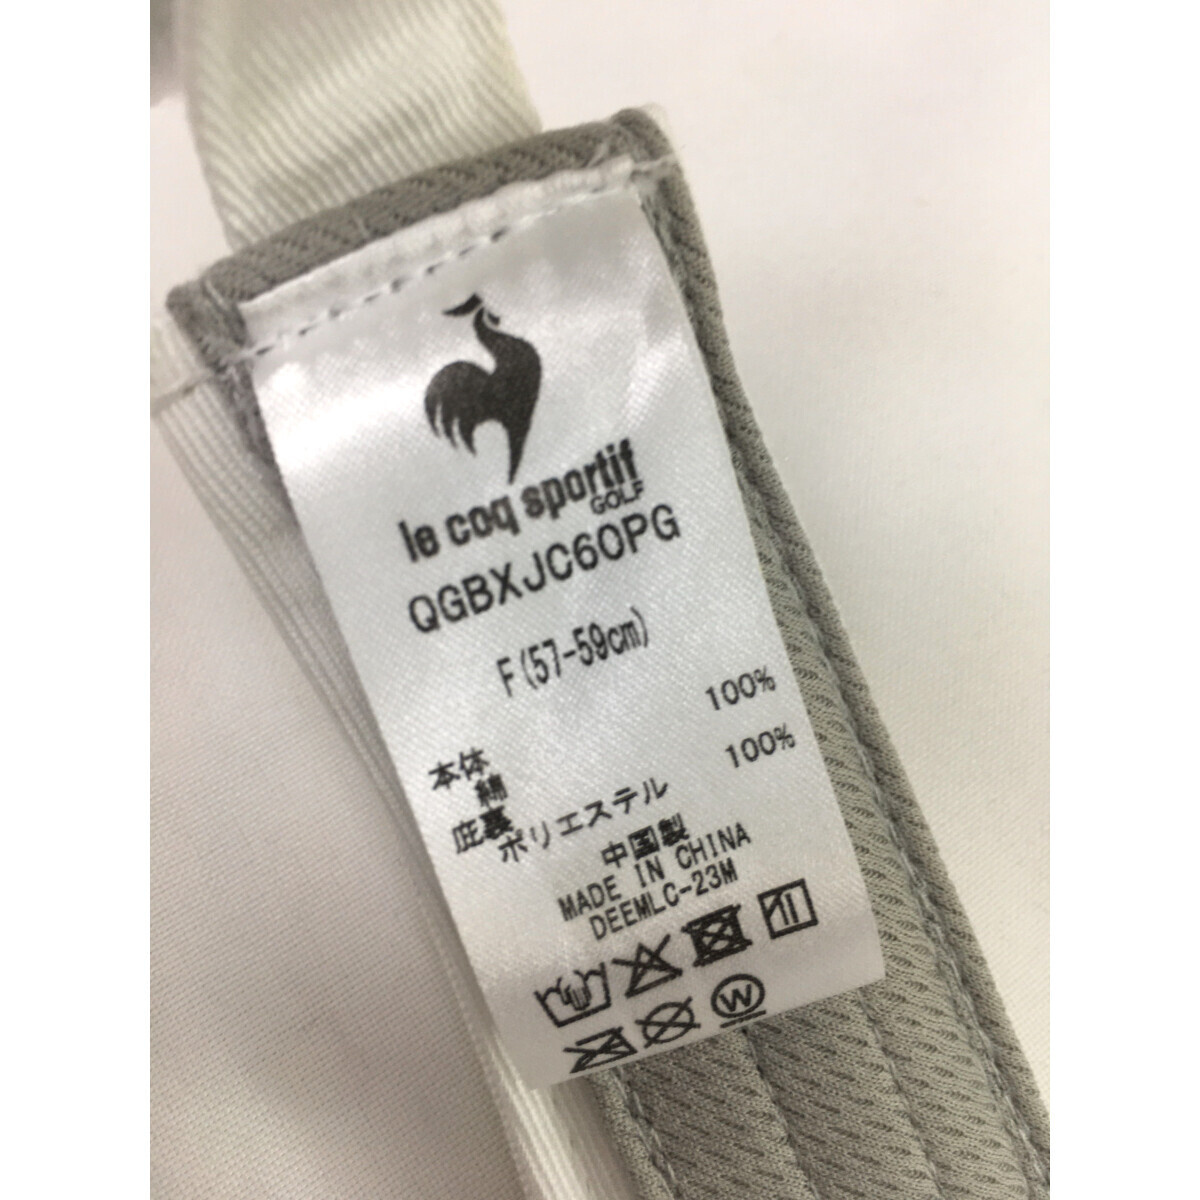 le coq sportif
GOLF
QGBXJC60PG
F(57-59cm)
本体
綿 100%
庇裏
ポリエステル 100%
中国製
MADE IN CHINA
DEEMLC-23M
W